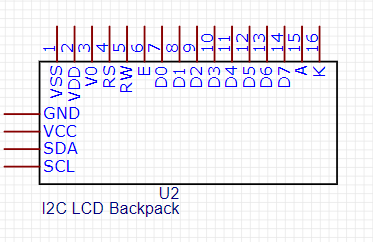 1 2 3 4 5 6 7 8 9 10 11 12 13 14 15 16
VSS VDD V0 RS RW E D0 D1 D2 D3 D4 D5 D6 D7 A K
GND
VCC
SDA
SCL
U2
I2C LCD Backpack